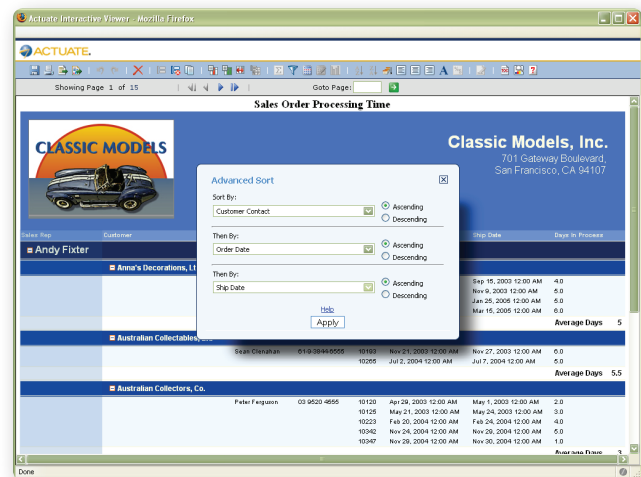 Actuate Interactive Viewer - Mozilla Firefox
ACTUATE.
Showing Page 1 of 15
Goto Page:
Sales Order Processing Time
CLASSIC MODELS
Classic Models, Inc.
701 Gateway Boulevard,
San Francisco, CA 94107
Sales Rep Customer Ship Date Days in Process
Andy Fixter
Anna's Decorations, Lt
Sep 15, 2003 12:00 AM 4.0
Nov 9, 2003 12:00 AM 5.0
Jan 25, 2005 12:00 AM 6.0
Mar 15, 2005 12:00 AM 6.0
Average Days 5
Advanced Sort
Sort By:
Customer Contact
Ascending
Descending
Then By:
Order Date
Ascending
Descending
Then By:
Ship Date
Ascending
Descending
Help
Apply
Australian Collectables,
Sean Clenahan 61-9-3844-6555 10193 Nov 21, 2003 12:00 AM Nov 27, 2003 12:00 AM 6.0
10265 Jul 2, 2004 12:00 AM Jul 7, 2004 12:00 AM 5.0
Average Days 5.5
Australian Collectors, Co.
Peter Ferguson 03 9520 4555 10120 Apr 29, 2003 12:00 AM May 1, 2003 12:00 AM 2.0
10125 May 21, 2003 12:00 AM May 24, 2003 12:00 AM 3.0
10223 Feb 20, 2004 12:00 AM Feb 24, 2004 12:00 AM 4.0
10342 Nov 24, 2004 12:00 AM Nov 29, 2004 12:00 AM 5.0
10347 Nov 29, 2004 12:00 AM Nov 30, 2004 12:00 AM 1.0
Average Days 3
Done